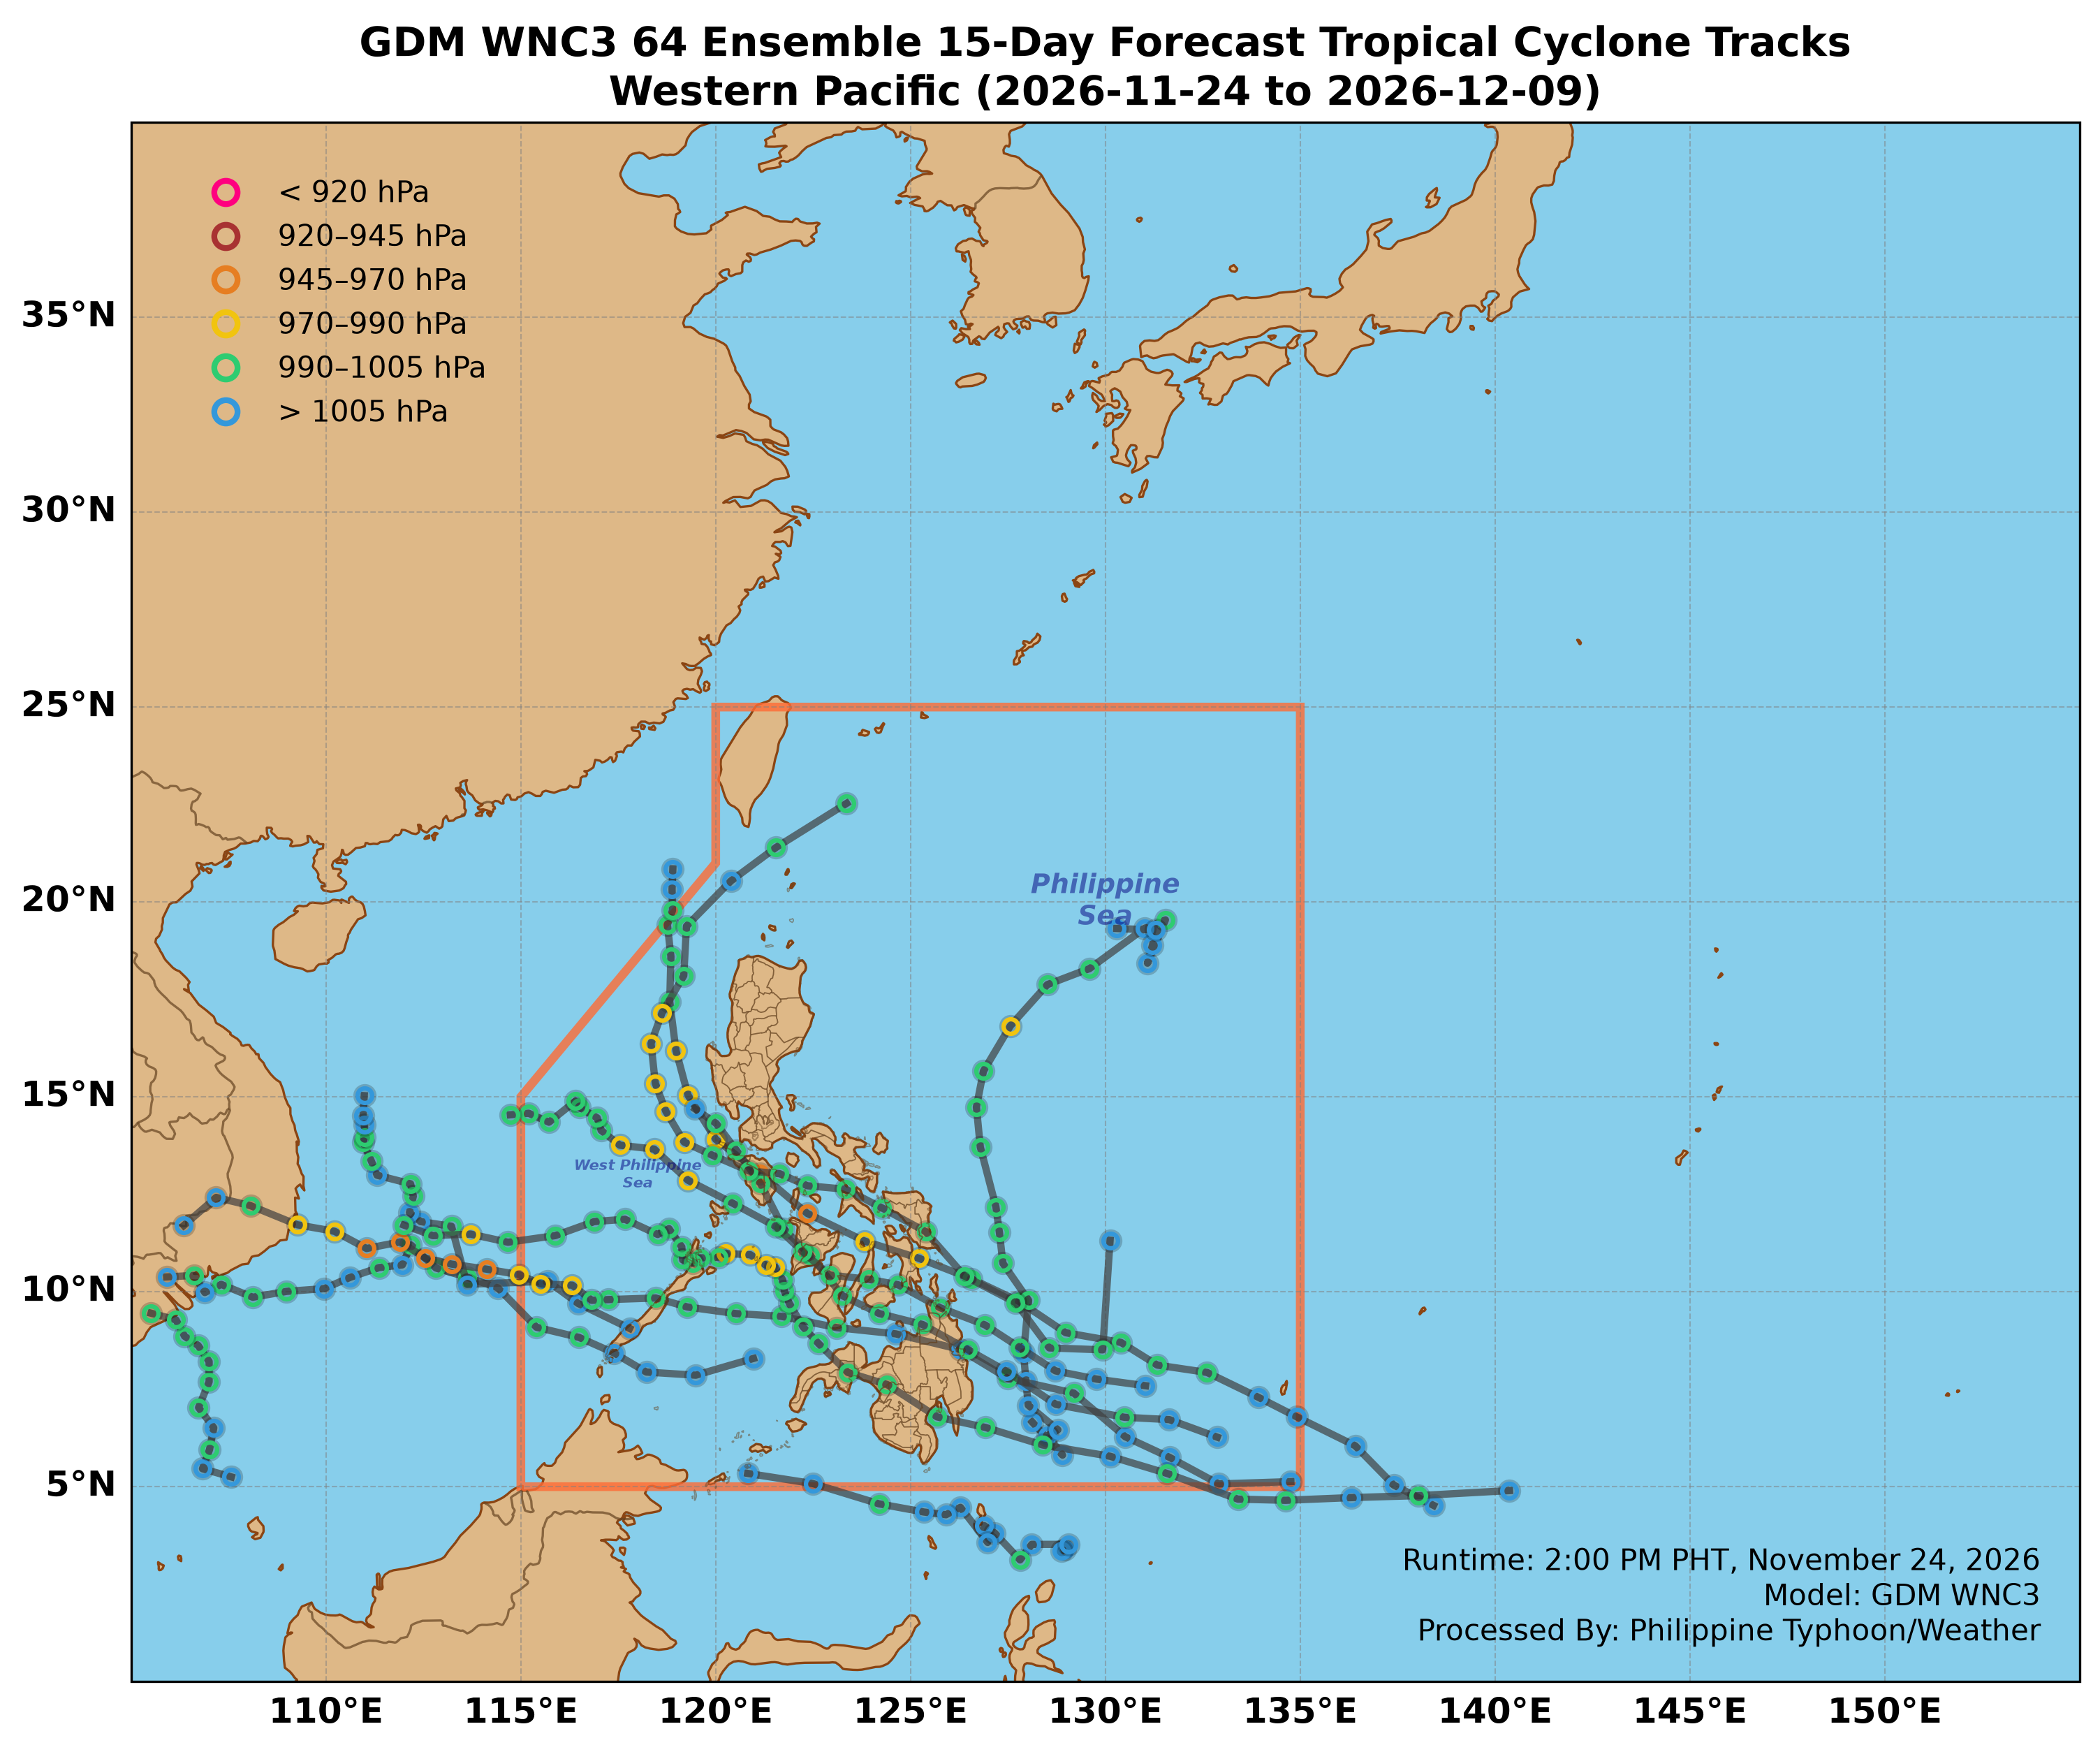 GDM WNC3 64 Ensemble 15-Day Forecast Tropical Cyclone Tracks
Western Pacific (2026-11-24 to 2026-12-09)
< 920 hPa
920–945 hPa
945–970 hPa
970–990 hPa
990–1005 hPa
> 1005 hPa
35°N
30°N
25°N
20°N
15°N
10°N
5°N
Philippine
Sea
West Philippine
Sea
Runtime: 2:00 PM PHT, November 24, 2026
Model: GDM WNC3
Processed By: Philippine Typhoon/Weather
110°E 115°E 120°E 125°E 130°E 135°E 140°E 145°E 150°E